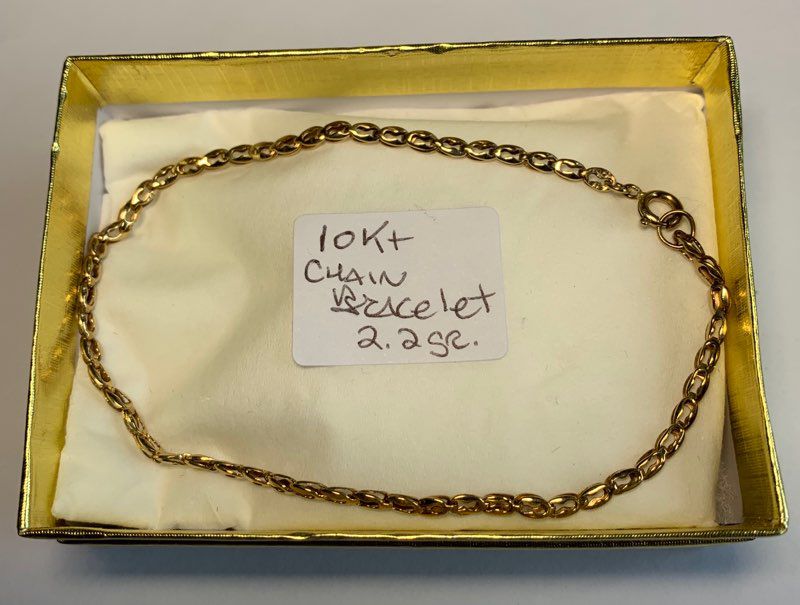 10Kt
CHAIN
Bracelet
2.2gr.